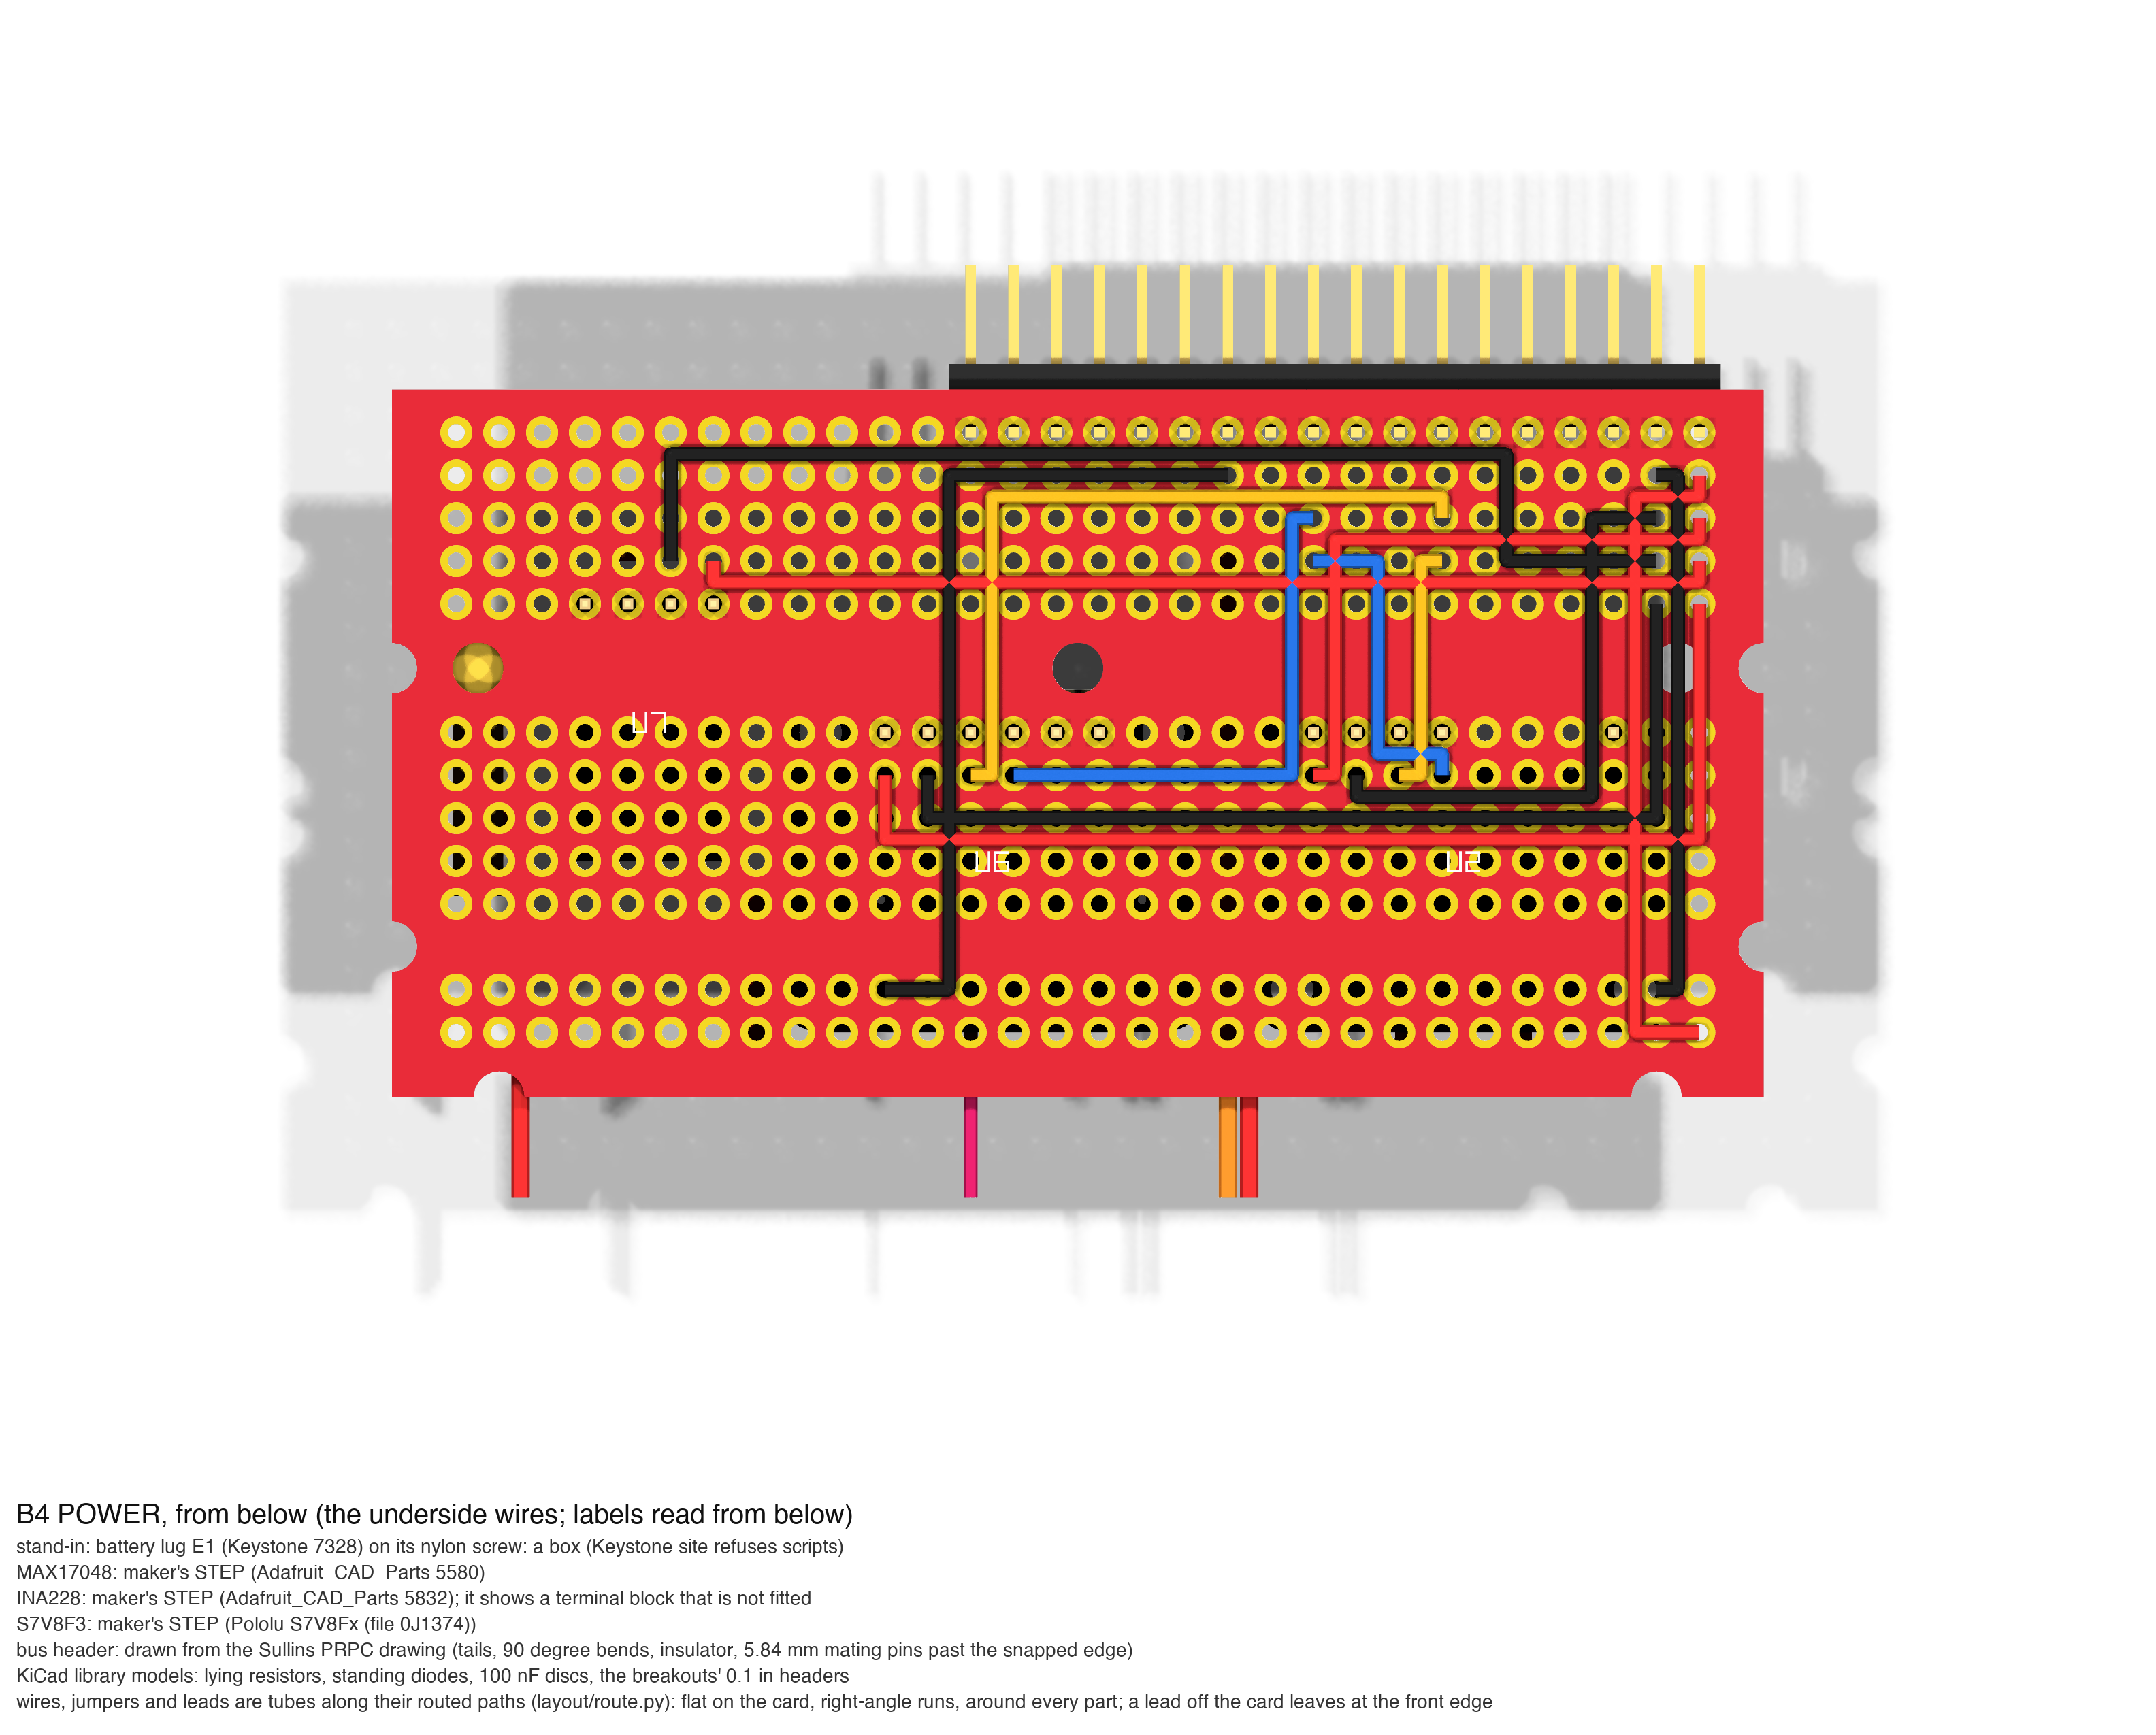 U7
U6
U2
B4 POWER, from below (the underside wires; labels read from below)
stand-in: battery lug E1 (Keystone 7328) on its nylon screw: a box (Keystone site refuses scripts)
MAX17048: maker's STEP (Adafruit_CAD_Parts 5580)
INA228: maker's STEP (Adafruit_CAD_Parts 5832); it shows a terminal block that is not fitted
S7V8F3: maker's STEP (Pololu S7V8Fx (file 0J1374))
bus header: drawn from the Sullins PRPC drawing (tails, 90 degree bends, insulator, 5.84 mm mating pins past the snapped edge)
KiCad library models: lying resistors, standing diodes, 100 nF discs, the breakouts' 0.1 in headers
wires, jumpers and leads are tubes along their routed paths (layout/route.py): flat on the card, right-angle runs, around every part; a lead off the card leaves at the front edge